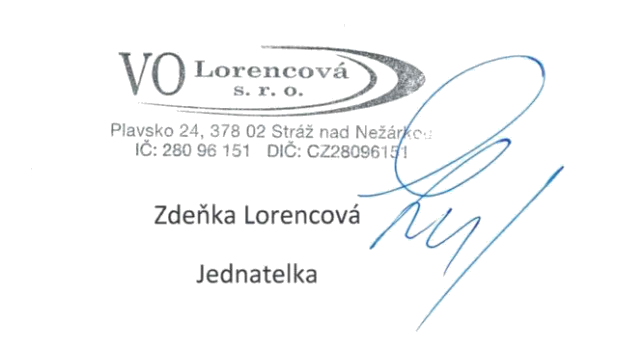 VO Lorencová
s. r. o.
Plavsko 24, 378 02 Stráž nad Nežárkou
IČ: 280 96 151 DIČ: CZ28096151
Zdeňka Lorencová
Jednatelka